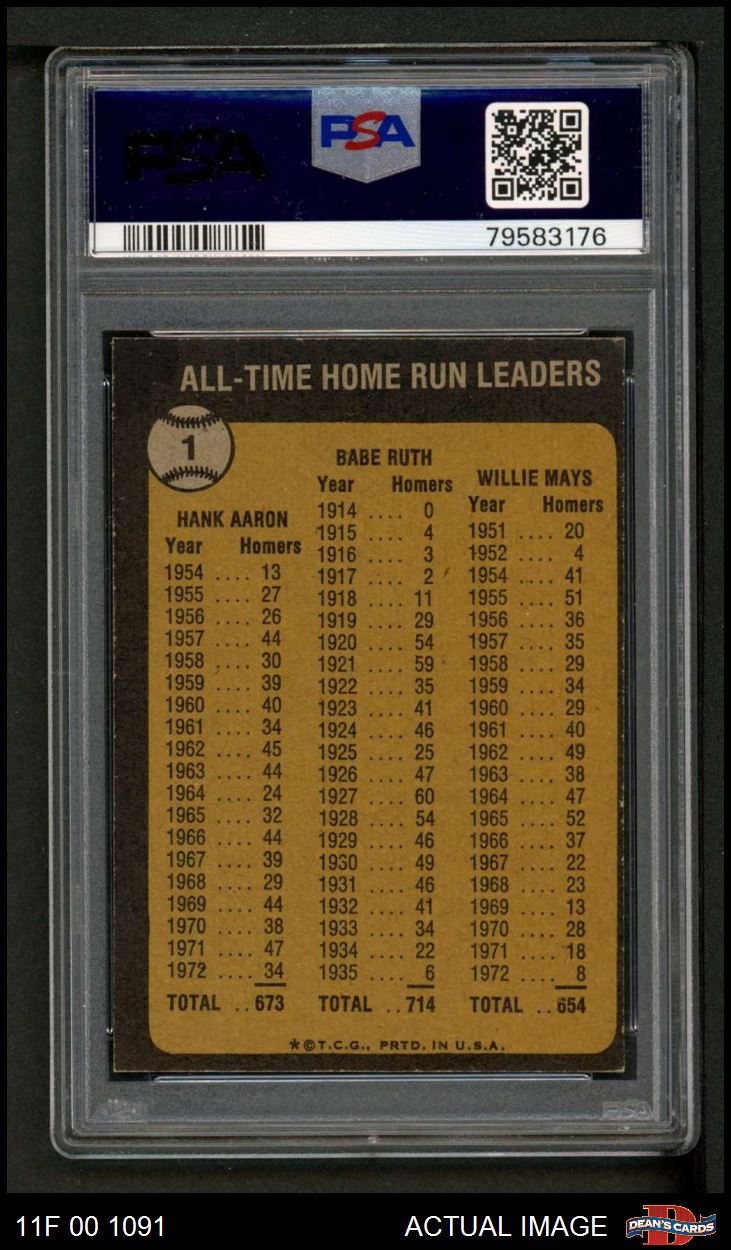 PSA
PSA
79583176
ALL-TIME HOME RUN LEADERS
1
HANK AARON
Year Homers
1954 .... 13
1955 .... 27
1956 .... 26
1957 .... 44
1958 .... 30
1959 .... 39
1960 .... 40
1961 .... 34
1962 .... 45
1963 .... 44
1964 .... 24
1965 .... 32
1966 .... 44
1967 .... 39
1968 .... 29
1969 .... 44
1970 .... 38
1971 .... 47
1972 .... 34
TOTAL .. 673
BABE RUTH
Year Homers
1914 .... 0
1915 .... 4
1916 .... 3
1917 .... 2
1918 .... 11
1919 .... 29
1920 .... 54
1921 .... 59
1922 .... 35
1923 .... 41
1924 .... 46
1925 .... 25
1926 .... 47
1927 .... 60
1928 .... 54
1929 .... 46
1930 .... 49
1931 .... 46
1932 .... 41
1933 .... 34
1934 .... 22
1935 .... 6
TOTAL .. 714
WILLIE MAYS
Year Homers
1951 .... 20
1952 .... 4
1954 .... 41
1955 .... 51
1956 .... 36
1957 .... 35
1958 .... 29
1959 .... 34
1960 .... 29
1961 .... 40
1962 .... 49
1963 .... 38
1964 .... 47
1965 .... 52
1966 .... 37
1967 .... 22
1968 .... 23
1969 .... 13
1970 .... 28
1971 .... 18
1972 .... 8
TOTAL .. 654
*©T.C.G., PRTD. IN U.S.A.
PSA
11F 00 1091
ACTUAL IMAGE
DEAN'S CARDS